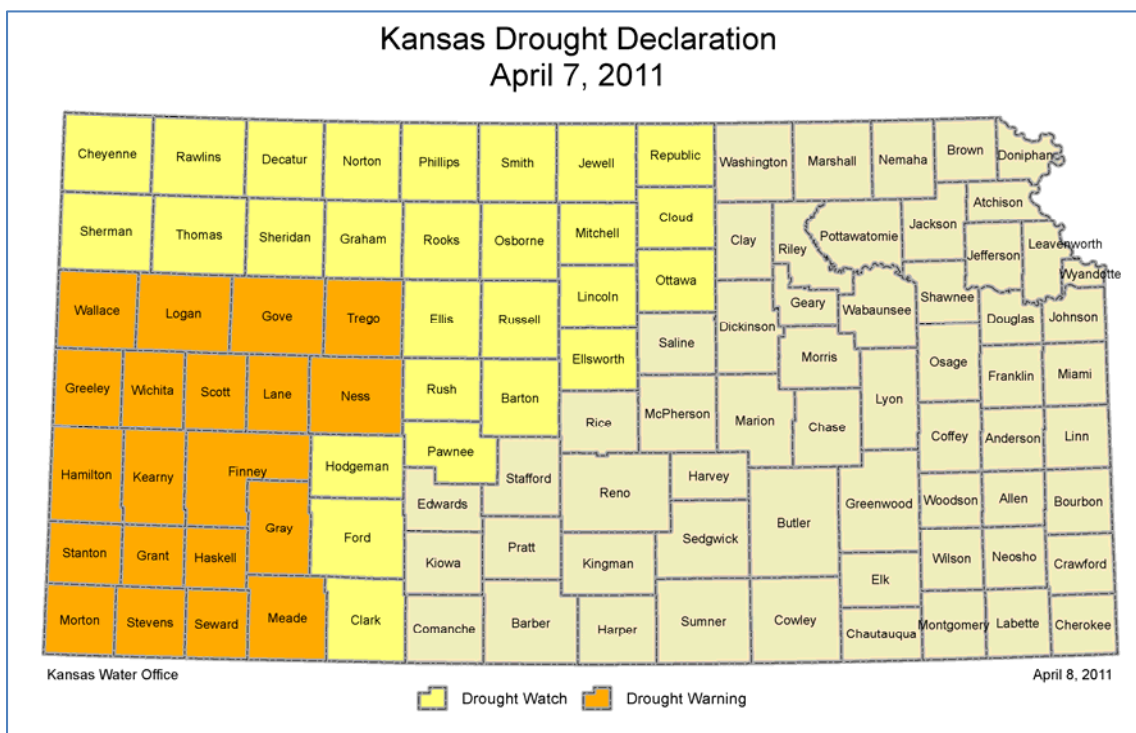 Kansas Drought Declaration
April 7, 2011
Cheyenne
Rawlins
Decatur
Norton
Phillips
Smith
Jewell
Republic
Washington
Marshall
Nemaha
Brown
Doniphan
Sherman
Thomas
Sheridan
Graham
Rooks
Osborne
Mitchell
Cloud
Clay
Riley
Pottawatomie
Jackson
Atchison
Jefferson
Leavenworth
Wyandotte
Wallace
Logan
Gove
Trego
Ellis
Russell
Lincoln
Ottawa
Saline
Dickinson
Geary
Wabaunsee
Shawnee
Douglas
Johnson
Greeley
Wichita
Scott
Lane
Ness
Rush
Barton
Ellsworth
Rice
McPherson
Marion
Morris
Chase
Lyon
Osage
Franklin
Miami
Hamilton
Kearny
Finney
Hodgeman
Pawnee
Edwards
Stafford
Reno
Harvey
Sedgwick
Butler
Greenwood
Coffey
Anderson
Linn
Woodson
Allen
Bourbon
Stanton
Grant
Haskell
Gray
Ford
Kiowa
Pratt
Kingman
Elk
Wilson
Neosho
Crawford
Morton
Stevens
Seward
Meade
Clark
Comanche
Barber
Harper
Sumner
Cowley
Chautauqua
Montgomery
Labette
Cherokee
Kansas Water Office
April 8, 2011
Drought Watch
Drought Warning